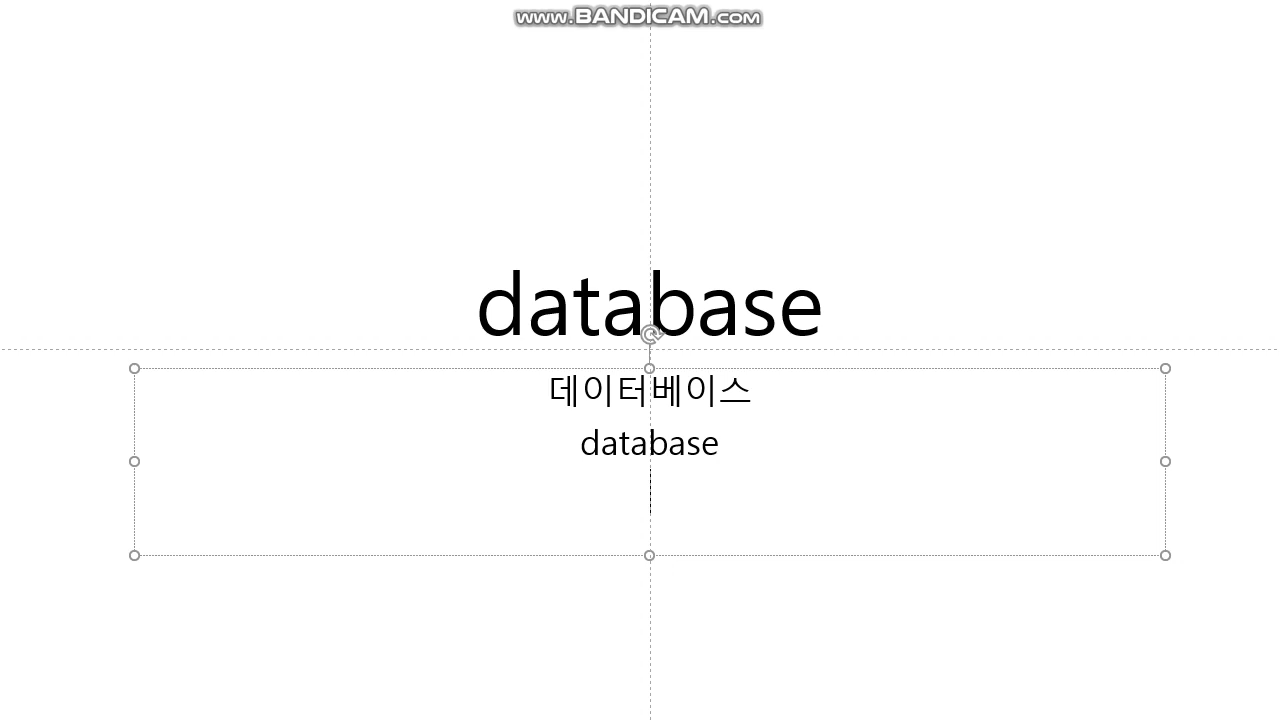 www.BANDICAM.com
database
데이터베이스
database